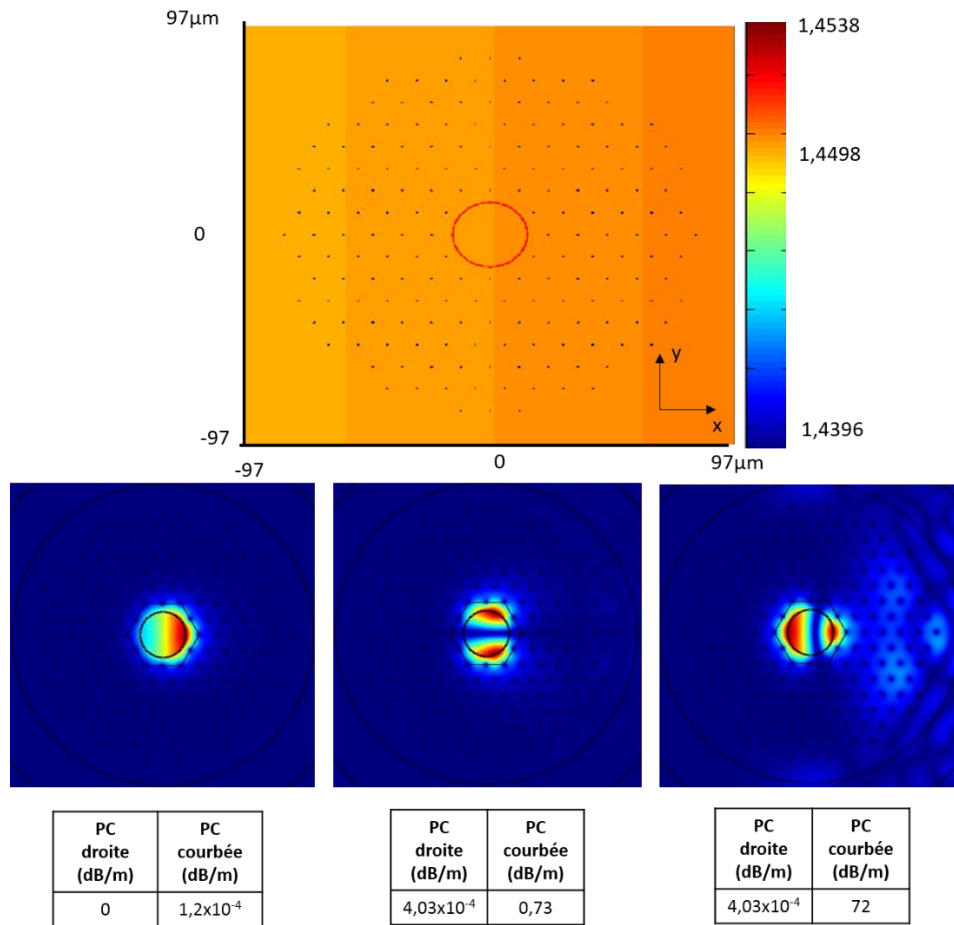 97µm
1,4538
1,4498
0
y
x
1,4396
-97
-97
0
97µm
PC droite (dB/m)
PC courbée (dB/m)
0
1,2x10⁻⁴
PC droite (dB/m)
PC courbée (dB/m)
4,03x10⁻⁴
0,73
PC droite (dB/m)
PC courbée (dB/m)
4,03x10⁻⁴
72